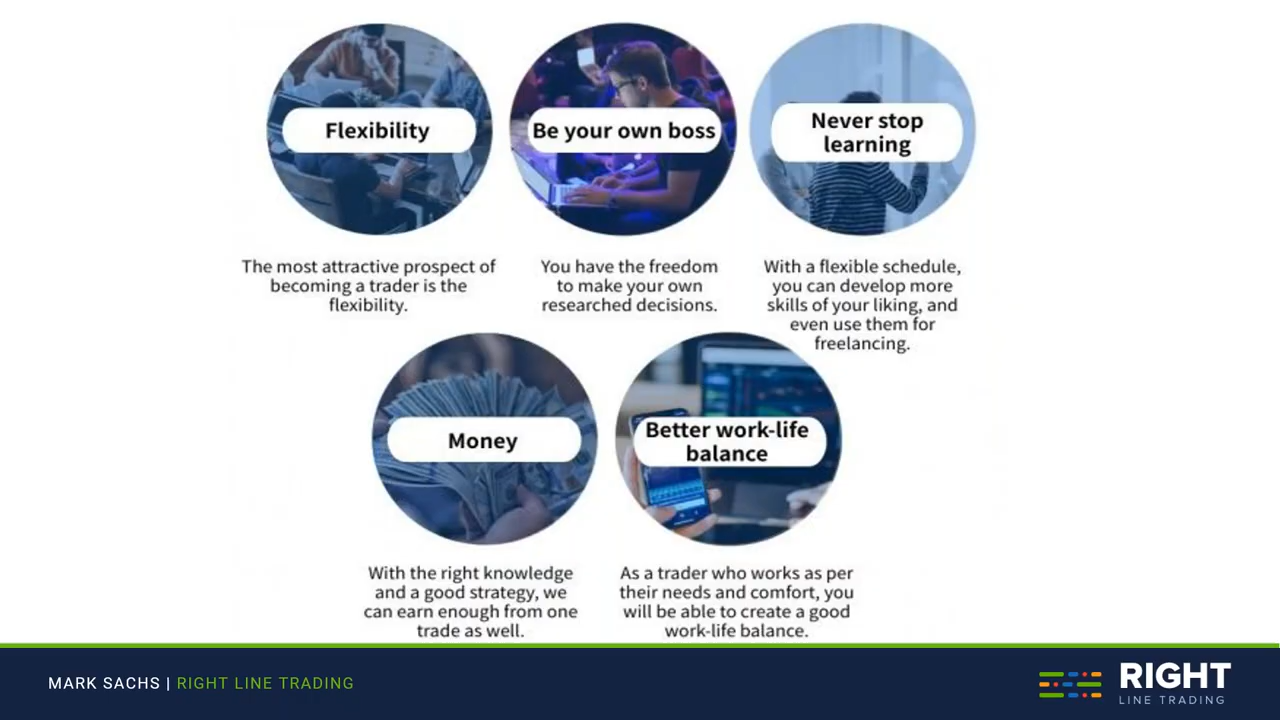 Flexibility
Be your own boss
Never stop
learning
The most attractive prospect of
becoming a trader is the
flexibility.
You have the freedom
to make your own
researched decisions.
With a flexible schedule,
you can develop more
skills of your liking, and
even use them for
freelancing.
Money
Better work-life
balance
With the right knowledge
and a good strategy, we
can earn enough from one
trade as well.
As a trader who works as per
their needs and comfort, you
will be able to create a good
work-life balance.
MARK SACHS | RIGHT LINE TRADING
RIGHT
LINE TRADING